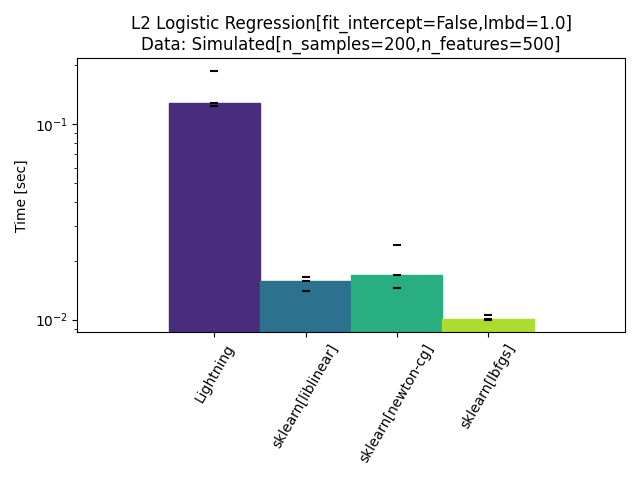 L2 Logistic Regression[fit_intercept=False,lmbd=1.0]
Data: Simulated[n_samples=200,n_features=500]
Time [sec]
10⁻¹
10⁻²
Lightning
sklearn[liblinear]
sklearn[newton-cg]
sklearn[lbfgs]